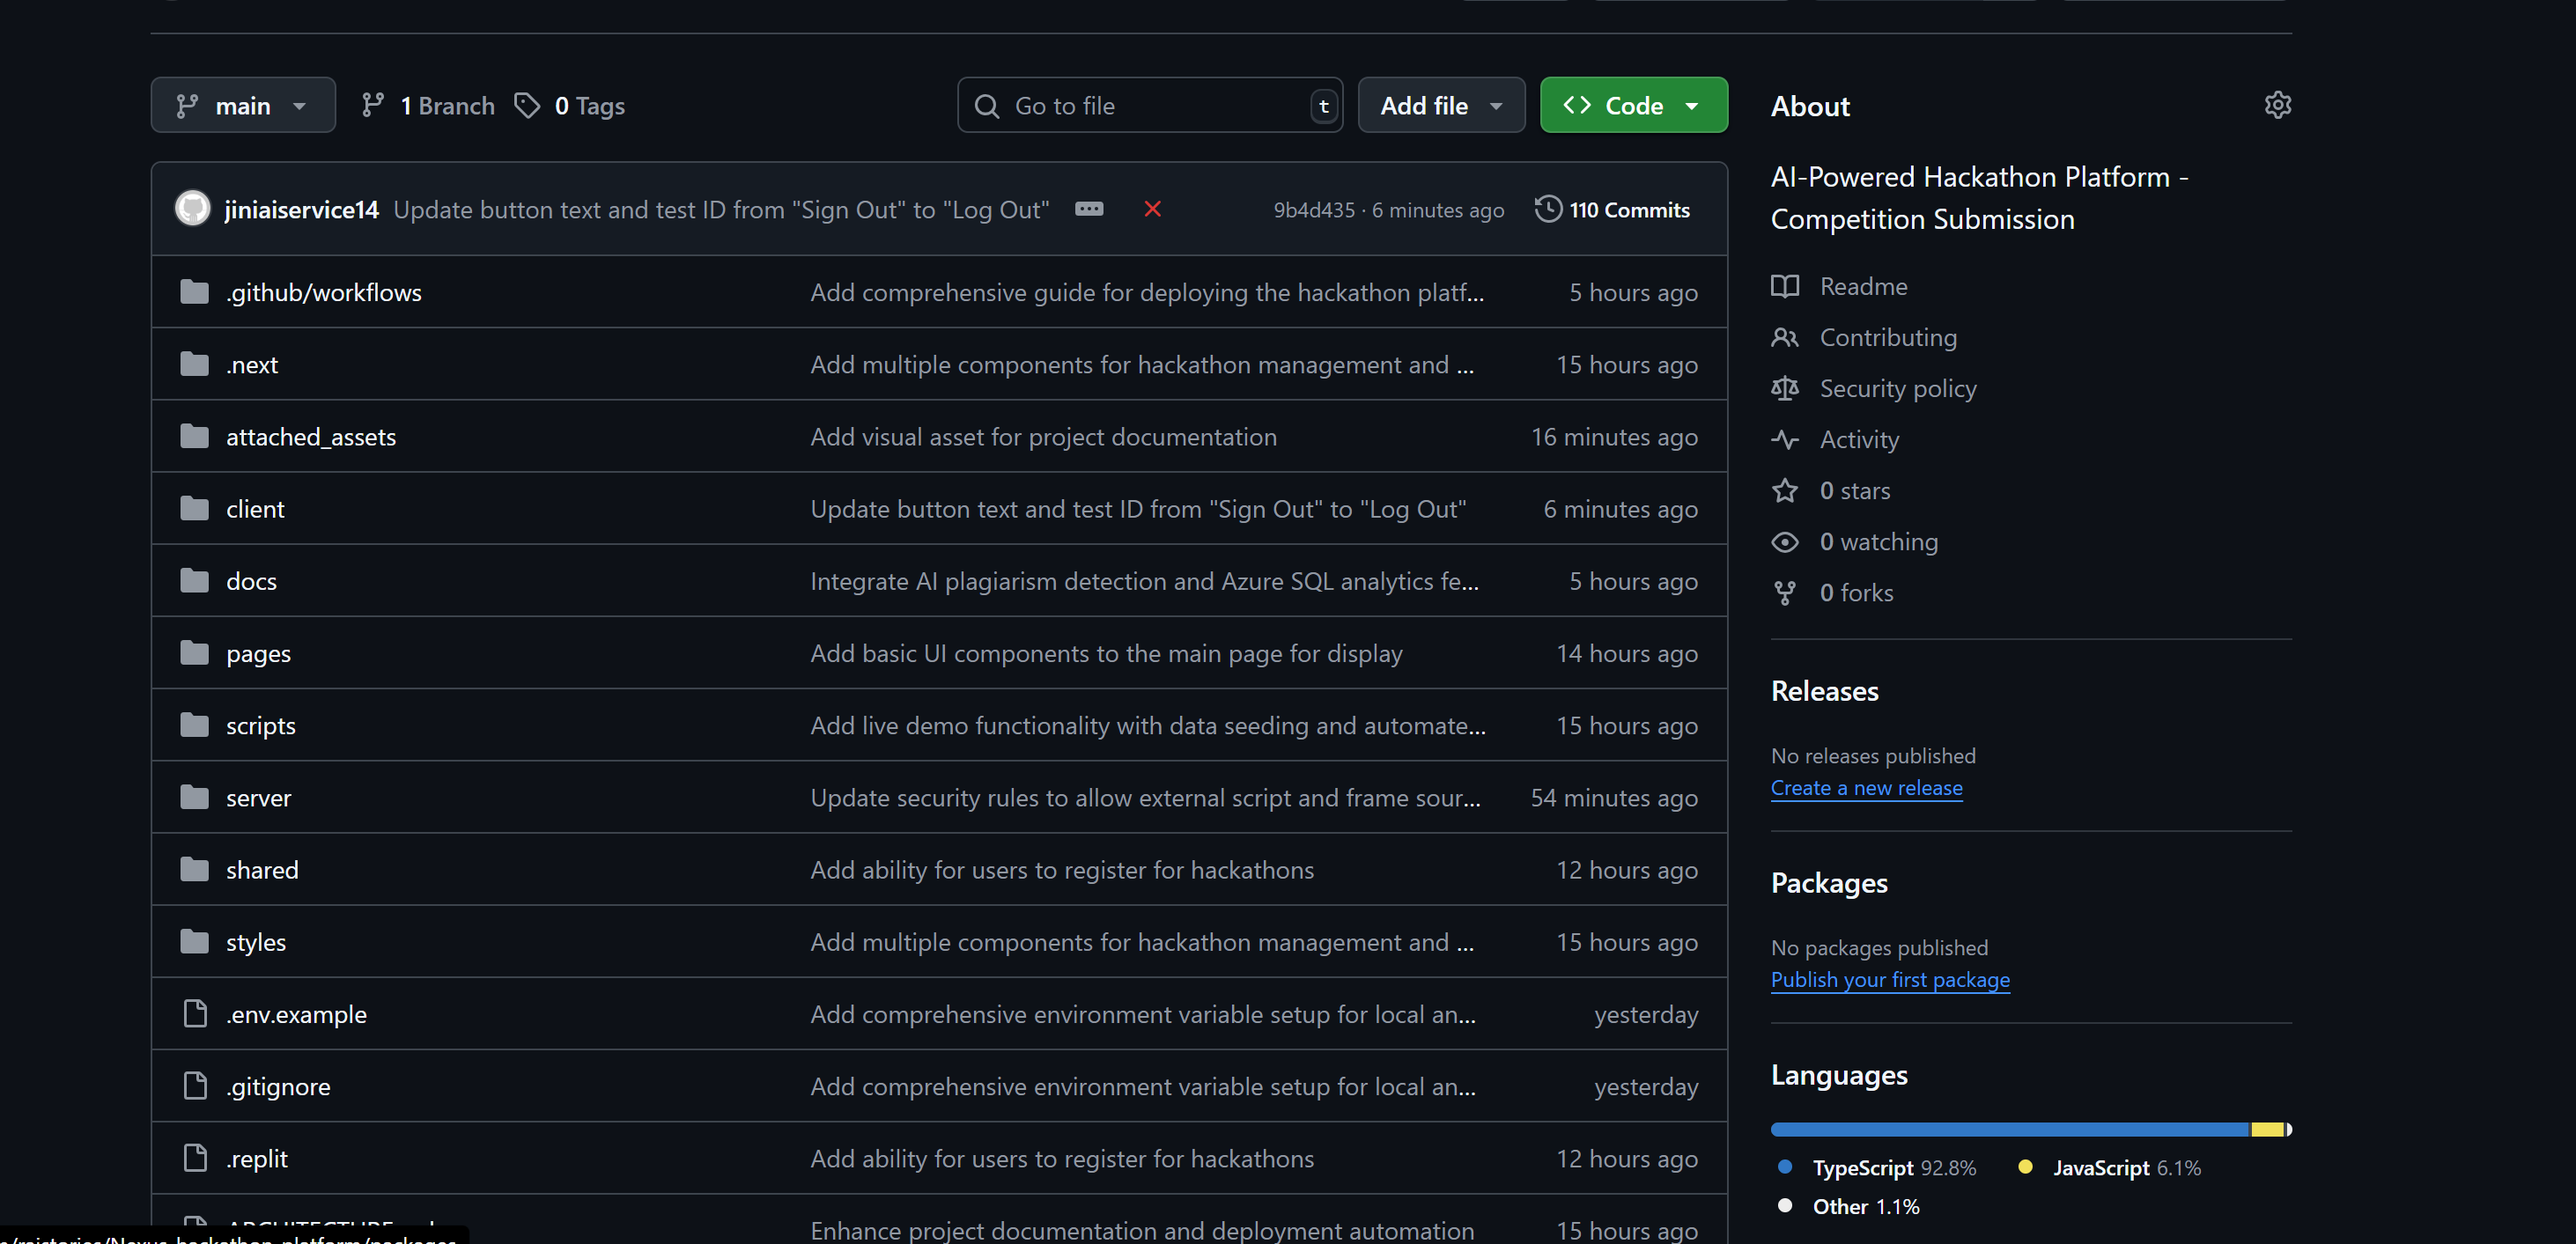 main
1 Branch
0 Tags
Go to file
t
Add file
Code
jiniaiservice14 Update button text and test ID from "Sign Out" to "Log Out"
9b4d435 · 6 minutes ago
110 Commits
.github/workflows Add comprehensive guide for deploying the hackathon platf... 5 hours ago
.next Add multiple components for hackathon management and ... 15 hours ago
attached_assets Add visual asset for project documentation 16 minutes ago
client Update button text and test ID from "Sign Out" to "Log Out" 6 minutes ago
docs Integrate AI plagiarism detection and Azure SQL analytics fe... 5 hours ago
pages Add basic UI components to the main page for display 14 hours ago
scripts Add live demo functionality with data seeding and automate... 15 hours ago
server Update security rules to allow external script and frame sour... 54 minutes ago
shared Add ability for users to register for hackathons 12 hours ago
styles Add multiple components for hackathon management and ... 15 hours ago
.env.example Add comprehensive environment variable setup for local an... yesterday
.gitignore Add comprehensive environment variable setup for local an... yesterday
.replit Add ability for users to register for hackathons 12 hours ago
Enhance project documentation and deployment automation 15 hours ago
About
AI-Powered Hackathon Platform -
Competition Submission
Readme
Contributing
Security policy
Activity
0 stars
0 watching
0 forks
Releases
No releases published
Create a new release
Packages
No packages published
Publish your first package
Languages
TypeScript 92.8%
JavaScript 6.1%
Other 1.1%